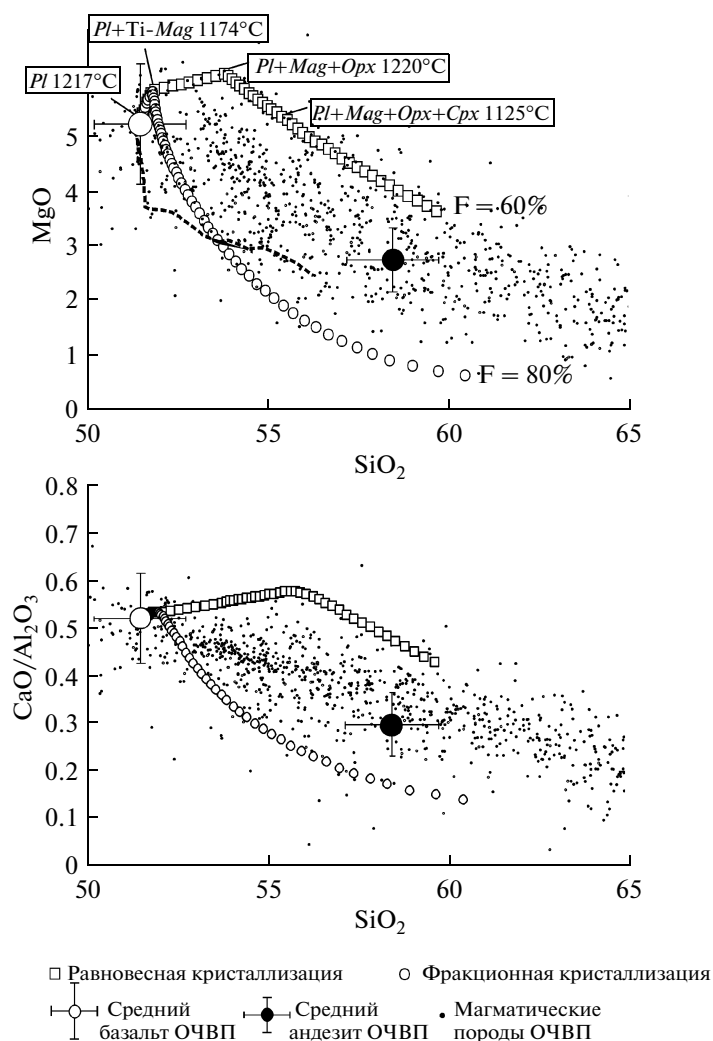 Pl+Ti-Mag 1174°C
Pl 1217°C
Pl+Mag+Opx 1220°C
Pl+Mag+Opx+Cpx 1125°C
MgO
5
4
3
2
1
0
F = 60%
F = 80%
50 55 60 65
SiO₂
CaO/Al₂O₃
0.8
0.7
0.6
0.5
0.4
0.3
0.2
0.1
0
50 55 60 65
SiO₂
Равновесная кристаллизация Фракционная кристаллизация
Средний Средний Магматические
базальт ОЧВП андезит ОЧВП породы ОЧВП